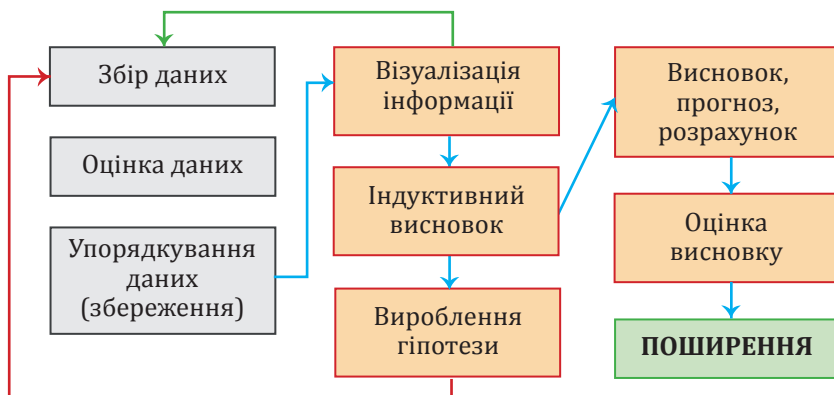 Збір даних
Оцінка даних
Упорядкування
даних
(збереження)
Візуалізація
інформації
Індуктивний
висновок
Вироблення
гіпотези
Висновок,
прогноз,
розрахунок
Оцінка
висновку
ПОШИРЕННЯ